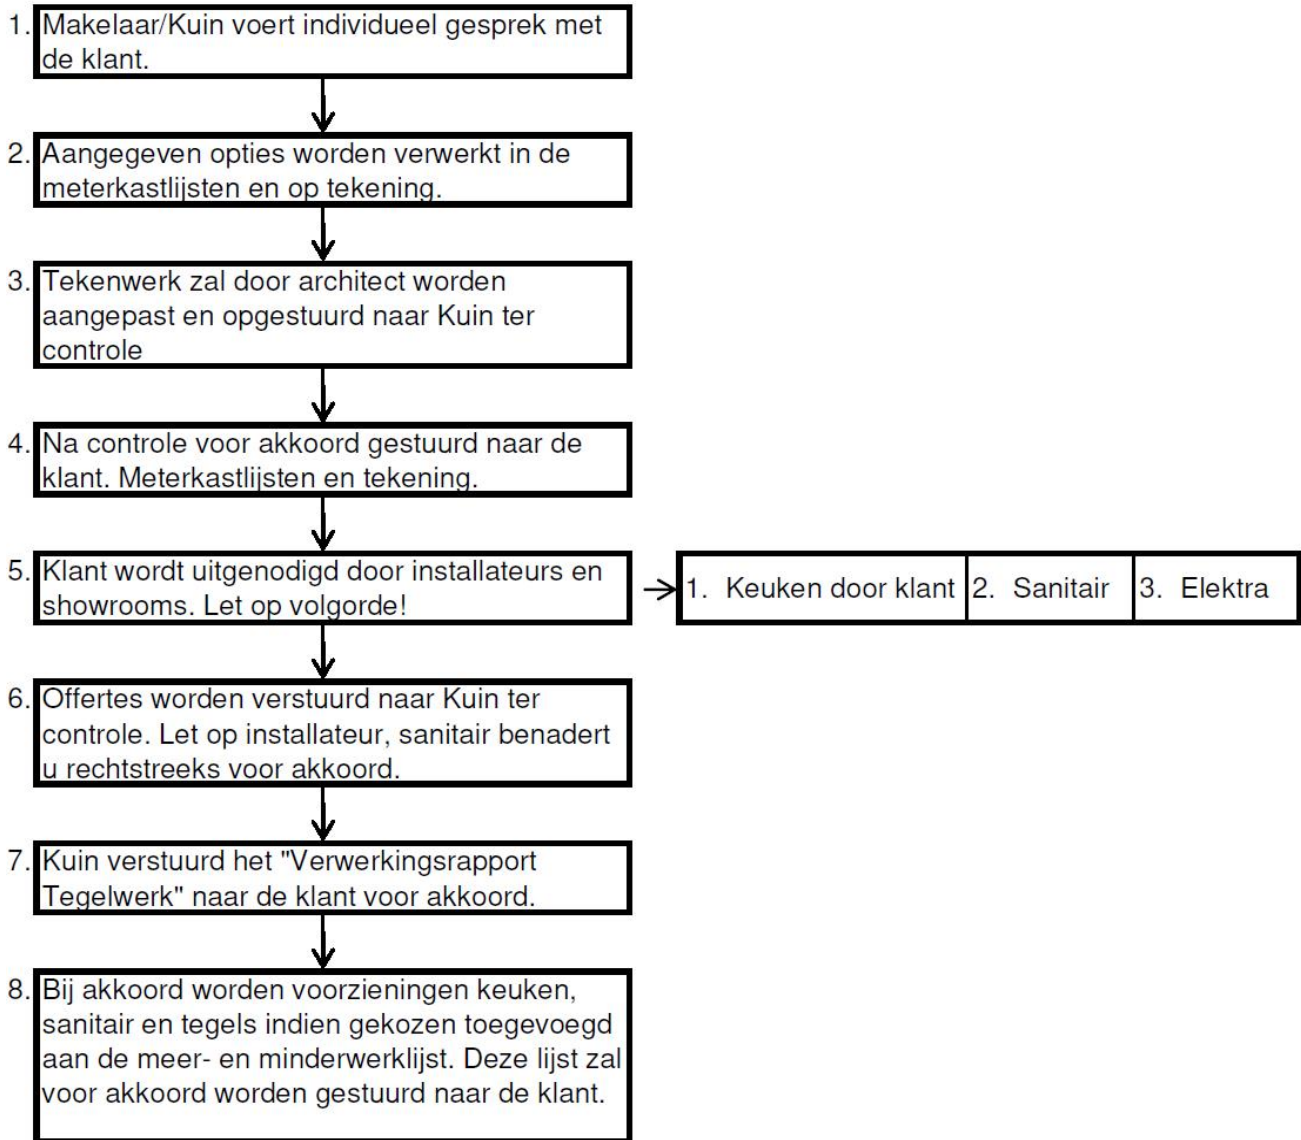 1. Makelaar/Kuin voert individueel gesprek met
de klant.
2. Aangegeven opties worden verwerkt in de
meterkastlijsten en op tekening.
3. Tekenwerk zal door architect worden
aangepast en opgestuurd naar Kuin ter
controle
4. Na controle voor akkoord gestuurd naar de
klant. Meterkastlijsten en tekening.
5. Klant wordt uitgenodigd door installateurs en
showrooms. Let op volgorde!
1. Keuken door klant 2. Sanitair 3. Elektra
6. Offertes worden verstuurd naar Kuin ter
controle. Let op installateur, sanitair benadert
u rechtstreeks voor akkoord.
7. Kuin verstuurd het "Verwerkingsrapport
Tegelwerk" naar de klant voor akkoord.
8. Bij akkoord worden voorzieningen keuken,
sanitair en tegels indien gekozen toegevoegd
aan de meer- en minderwerklijst. Deze lijst zal
voor akkoord worden gestuurd naar de klant.